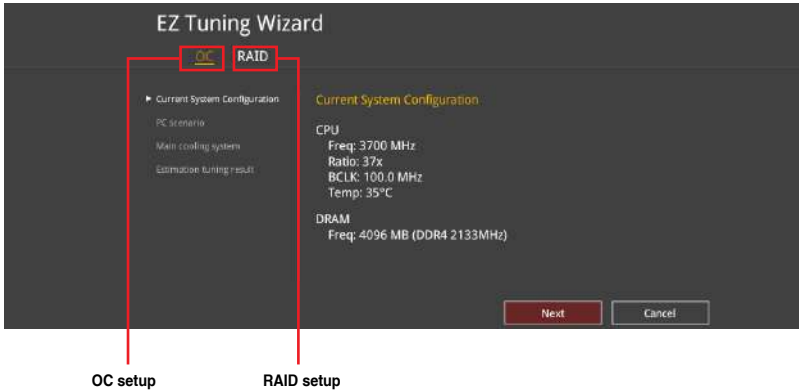 EZ Tuning Wizard
OC RAID
► Current System Configuration
PC scenario
Main cooling system
Estimation tuning result
Current System Configuration
CPU
Freq: 3700 MHz
Ratio: 37x
BCLK: 100.0 MHz
Temp: 35°C
DRAM
Freq: 4096 MB (DDR4 2133MHz)
Next Cancel
OC setup RAID setup